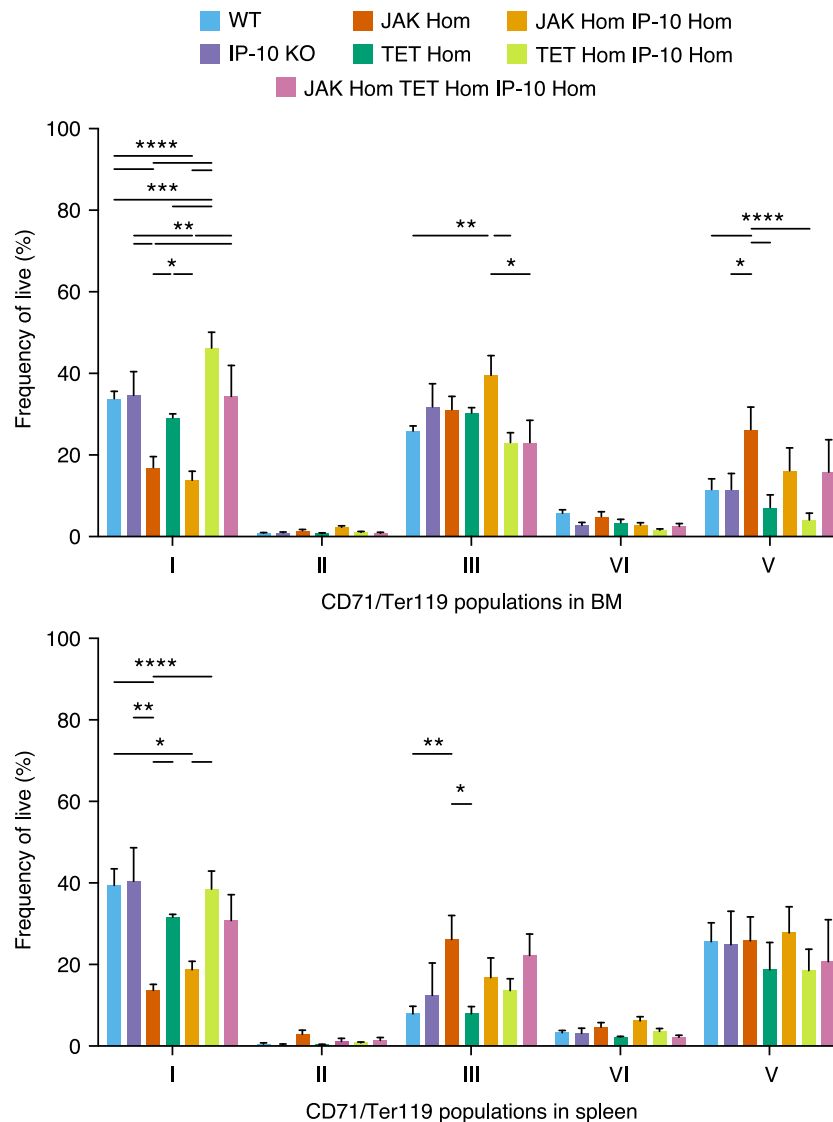 WT JAK Hom JAK Hom IP-10 Hom
IP-10 KO TET Hom TET Hom IP-10 Hom
JAK Hom TET Hom IP-10 Hom
Frequency of live (%)
100
80
60
40
20
0
****
***
**
*
**
*
****
*
I II III VI V
CD71/Ter119 populations in BM
Frequency of live (%)
100
80
60
40
20
0
****
**
*
**
*
I II III VI V
CD71/Ter119 populations in spleen